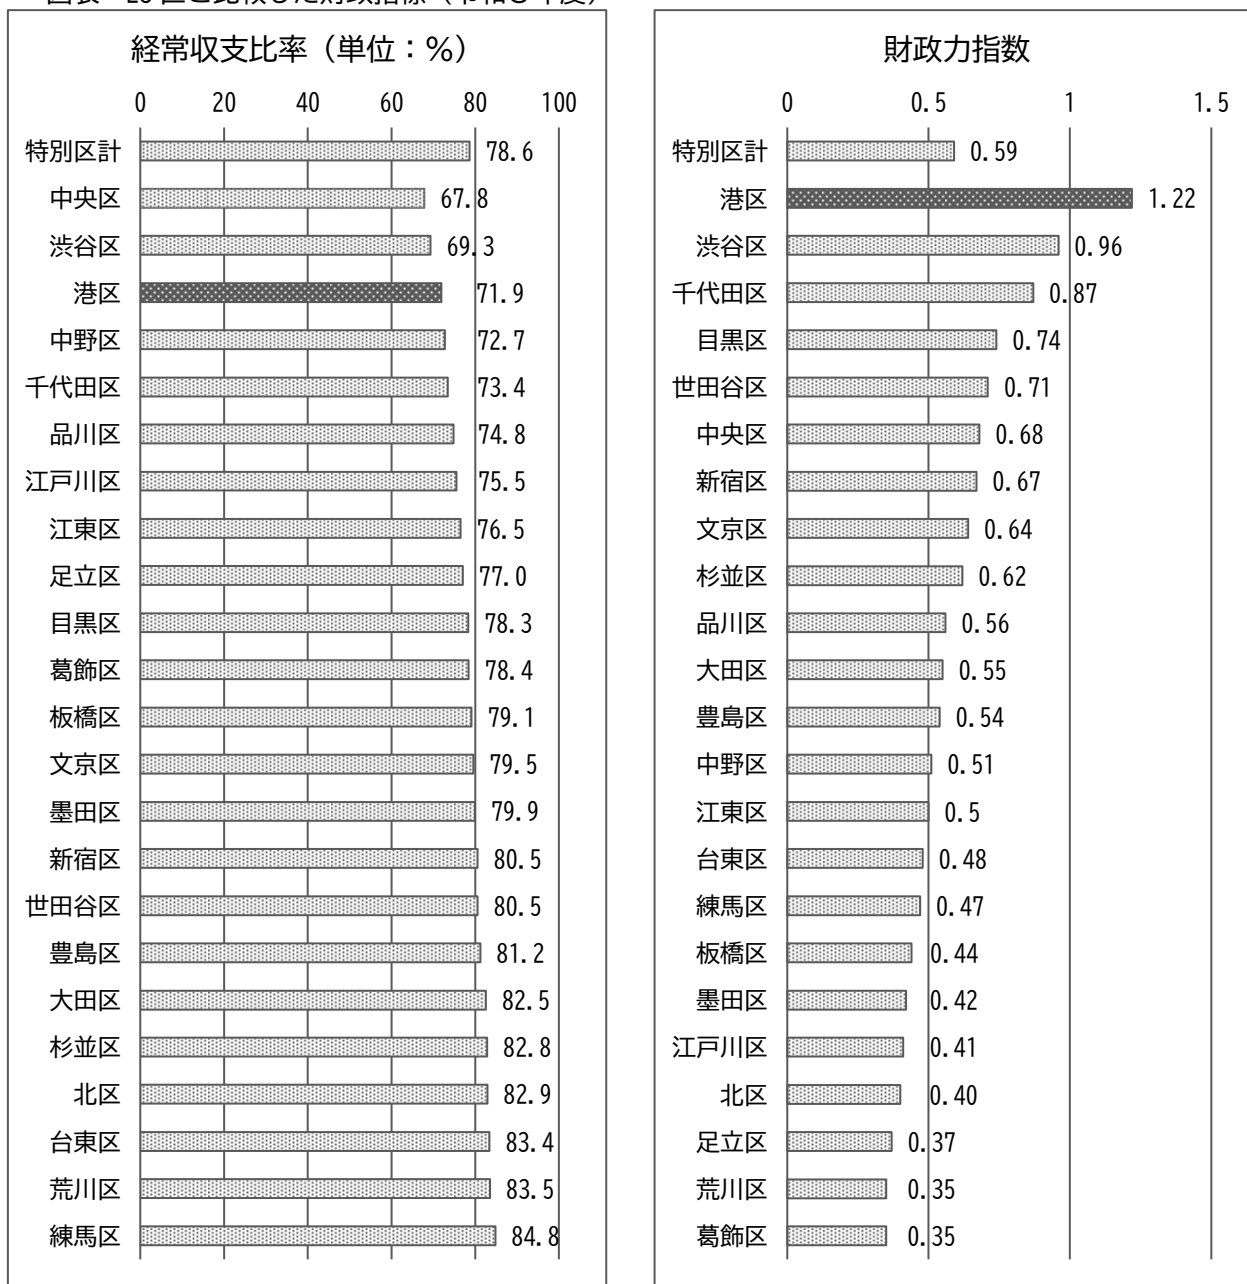 経常収支比率（単位：%）
0 20 40 60 80 100
特別区計 78.6
中央区 67.8
渋谷区 69.3
港区 71.9
中野区 72.7
千代田区 73.4
品川区 74.8
江戸川区 75.5
江東区 76.5
足立区 77.0
目黒区 78.3
葛飾区 78.4
板橋区 79.1
文京区 79.5
墨田区 79.9
新宿区 80.5
世田谷区 80.5
豊島区 81.2
大田区 82.5
杉並区 82.8
北区 82.9
台東区 83.4
荒川区 83.5
練馬区 84.8
財政力指数
0 0.5 1 1.5
特別区計 0.59
港区 1.22
渋谷区 0.96
千代田区 0.87
目黒区 0.74
世田谷区 0.71
中央区 0.68
新宿区 0.67
文京区 0.64
杉並区 0.62
品川区 0.56
大田区 0.55
豊島区 0.54
中野区 0.51
江東区 0.5
台東区 0.48
練馬区 0.47
板橋区 0.44
墨田区 0.42
江戸川区 0.41
北区 0.40
足立区 0.37
荒川区 0.35
葛飾区 0.35